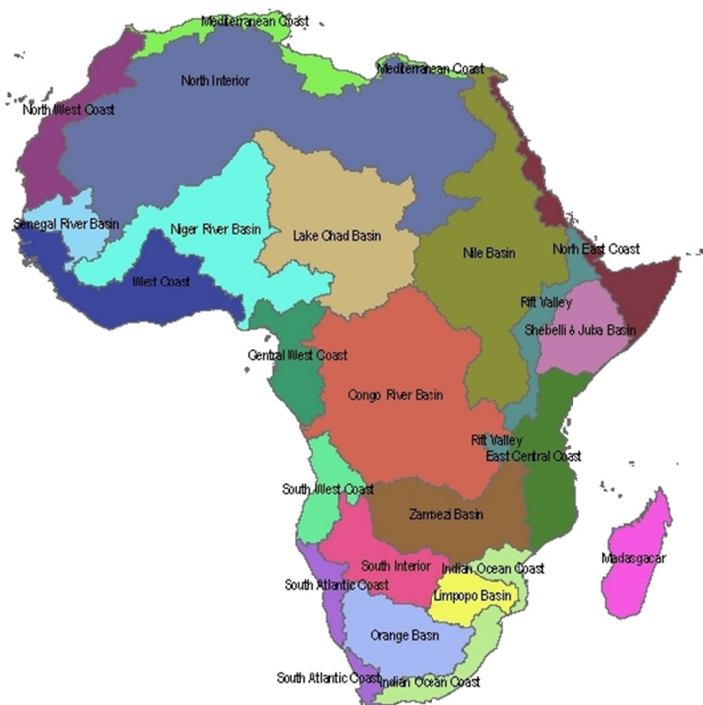 Mediterranean Coast
Mediterranean Coast
North Interior
North West Coast
Senegal River Basin
Niger River Basin
Lake Chad Basin
Nile Basin
North East Coast
West Coast
Rift Valley
Shebelli & Juba Basin
Central West Coast
Congo River Basin
Rift Valley
East Central Coast
South West Coast
Zambezi Basin
Madasgacar
South Interior
Indian Ocean Coast
South Atlantic Coast
Limpopo Basin
Orange Basn
South Atlantic Coast
Indian Ocean Coast